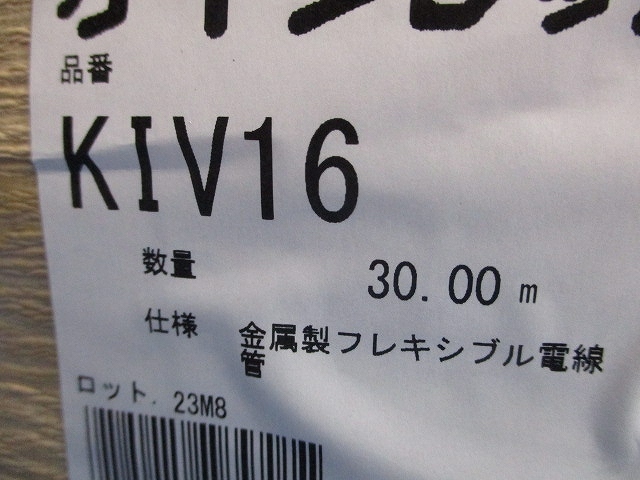 品番
KIV16
数量 30.00 m
仕様 金属製フレキシブル電線
管
ロット. 23M8